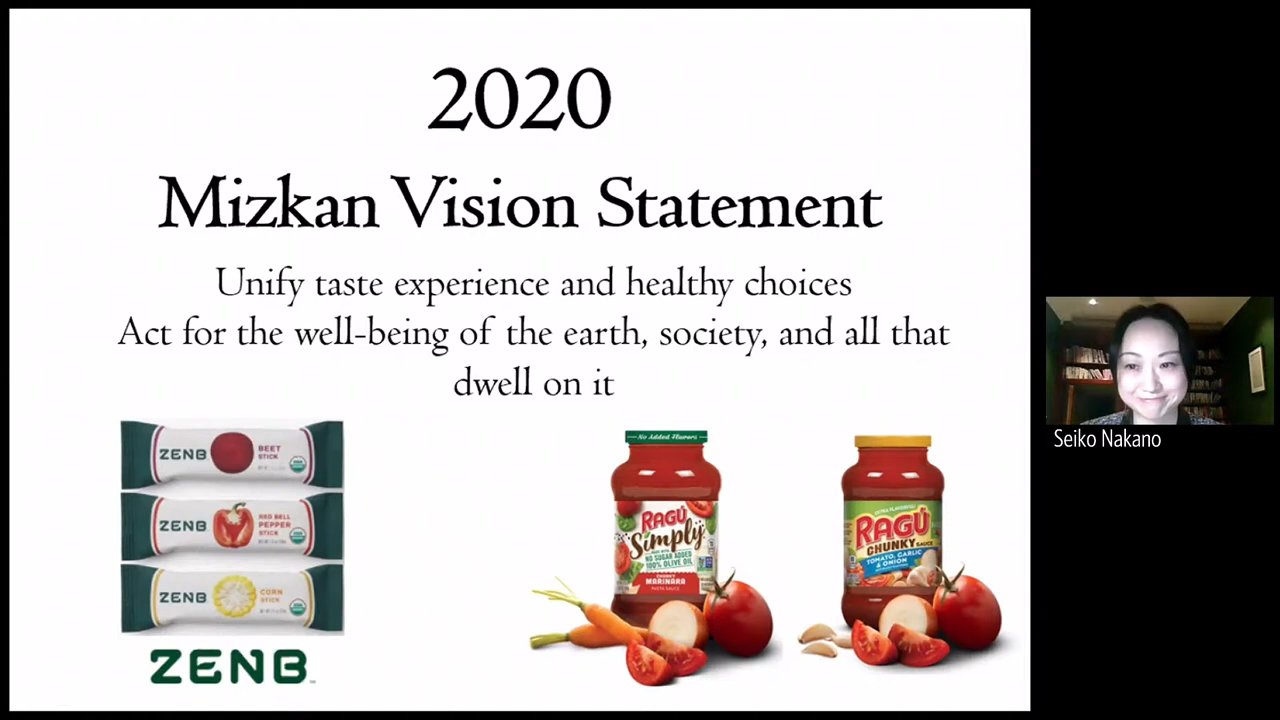 2020
Mizkan Vision Statement
Unify taste experience and healthy choices
Act for the well-being of the earth, society, and all that
dwell on it
ZENB
BEET
STICK
ZENB
RED BELL
PEPPER
STICK
ZENB
CORN
STICK
ZENB
No Added Flavors
RAGÚ
Simply
NO SUGAR ADDED
100% OLIVE OIL
CHUNKY
MARINARA
PASTA SAUCE
RAGÚ
CHUNKY SAUCE
TOMATO, GARLIC
& ONION
Seiko Nakano